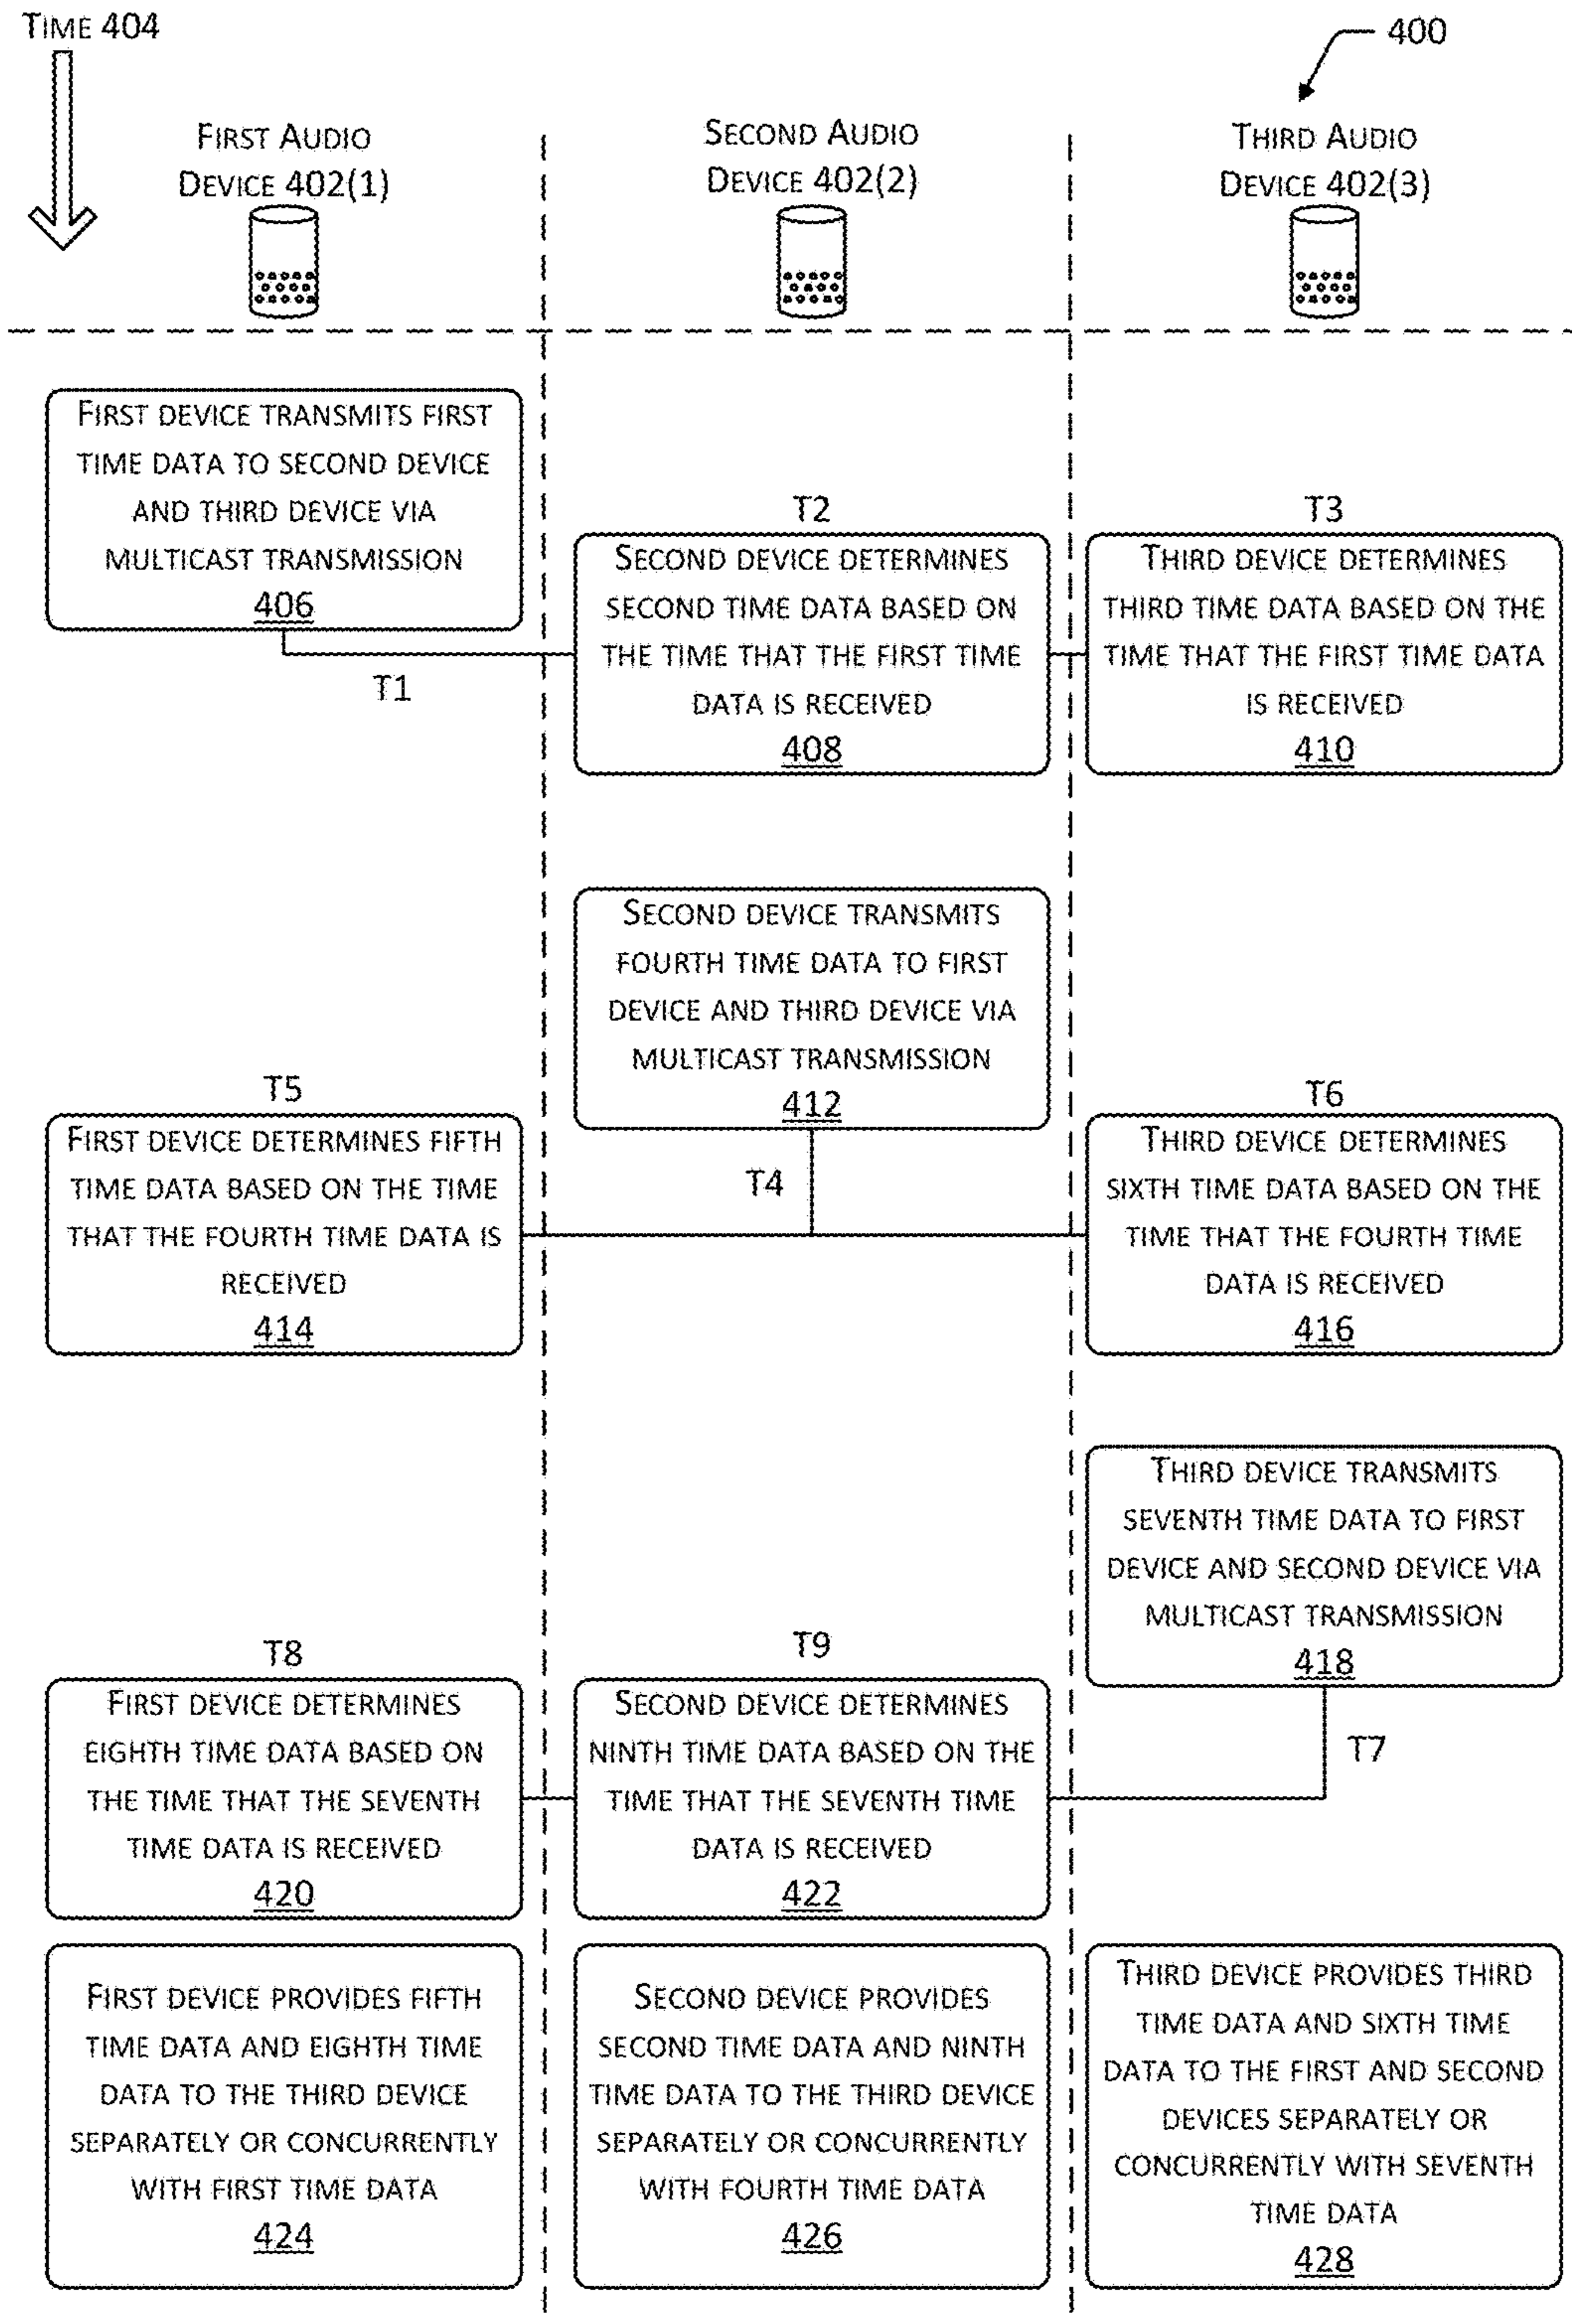 TIME 404
400
FIRST AUDIO
DEVICE 402(1)
SECOND AUDIO
DEVICE 402(2)
THIRD AUDIO
DEVICE 402(3)
FIRST DEVICE TRANSMITS FIRST
TIME DATA TO SECOND DEVICE
AND THIRD DEVICE VIA
MULTICAST TRANSMISSION
406
T1
T2
SECOND DEVICE DETERMINES
SECOND TIME DATA BASED ON
THE TIME THAT THE FIRST TIME
DATA IS RECEIVED
408
T3
THIRD DEVICE DETERMINES
THIRD TIME DATA BASED ON THE
TIME THAT THE FIRST TIME DATA
IS RECEIVED
410
SECOND DEVICE TRANSMITS
FOURTH TIME DATA TO FIRST
DEVICE AND THIRD DEVICE VIA
MULTICAST TRANSMISSION
412
T4
T5
FIRST DEVICE DETERMINES FIFTH
TIME DATA BASED ON THE TIME
THAT THE FOURTH TIME DATA IS
RECEIVED
414
T6
THIRD DEVICE DETERMINES
SIXTH TIME DATA BASED ON THE
TIME THAT THE FOURTH TIME
DATA IS RECEIVED
416
THIRD DEVICE TRANSMITS
SEVENTH TIME DATA TO FIRST
DEVICE AND SECOND DEVICE VIA
MULTICAST TRANSMISSION
418
T7
T8
FIRST DEVICE DETERMINES
EIGHTH TIME DATA BASED ON
THE TIME THAT THE SEVENTH
TIME DATA IS RECEIVED
420
T9
SECOND DEVICE DETERMINES
NINTH TIME DATA BASED ON THE
TIME THAT THE SEVENTH TIME
DATA IS RECEIVED
422
FIRST DEVICE PROVIDES FIFTH
TIME DATA AND EIGHTH TIME
DATA TO THE THIRD DEVICE
SEPARATELY OR CONCURRENTLY
WITH FIRST TIME DATA
424
SECOND DEVICE PROVIDES
SECOND TIME DATA AND NINTH
TIME DATA TO THE THIRD DEVICE
SEPARATELY OR CONCURRENTLY
WITH FOURTH TIME DATA
426
THIRD DEVICE PROVIDES THIRD
TIME DATA AND SIXTH TIME
DATA TO THE FIRST AND SECOND
DEVICES SEPARATELY OR
CONCURRENTLY WITH SEVENTH
TIME DATA
428